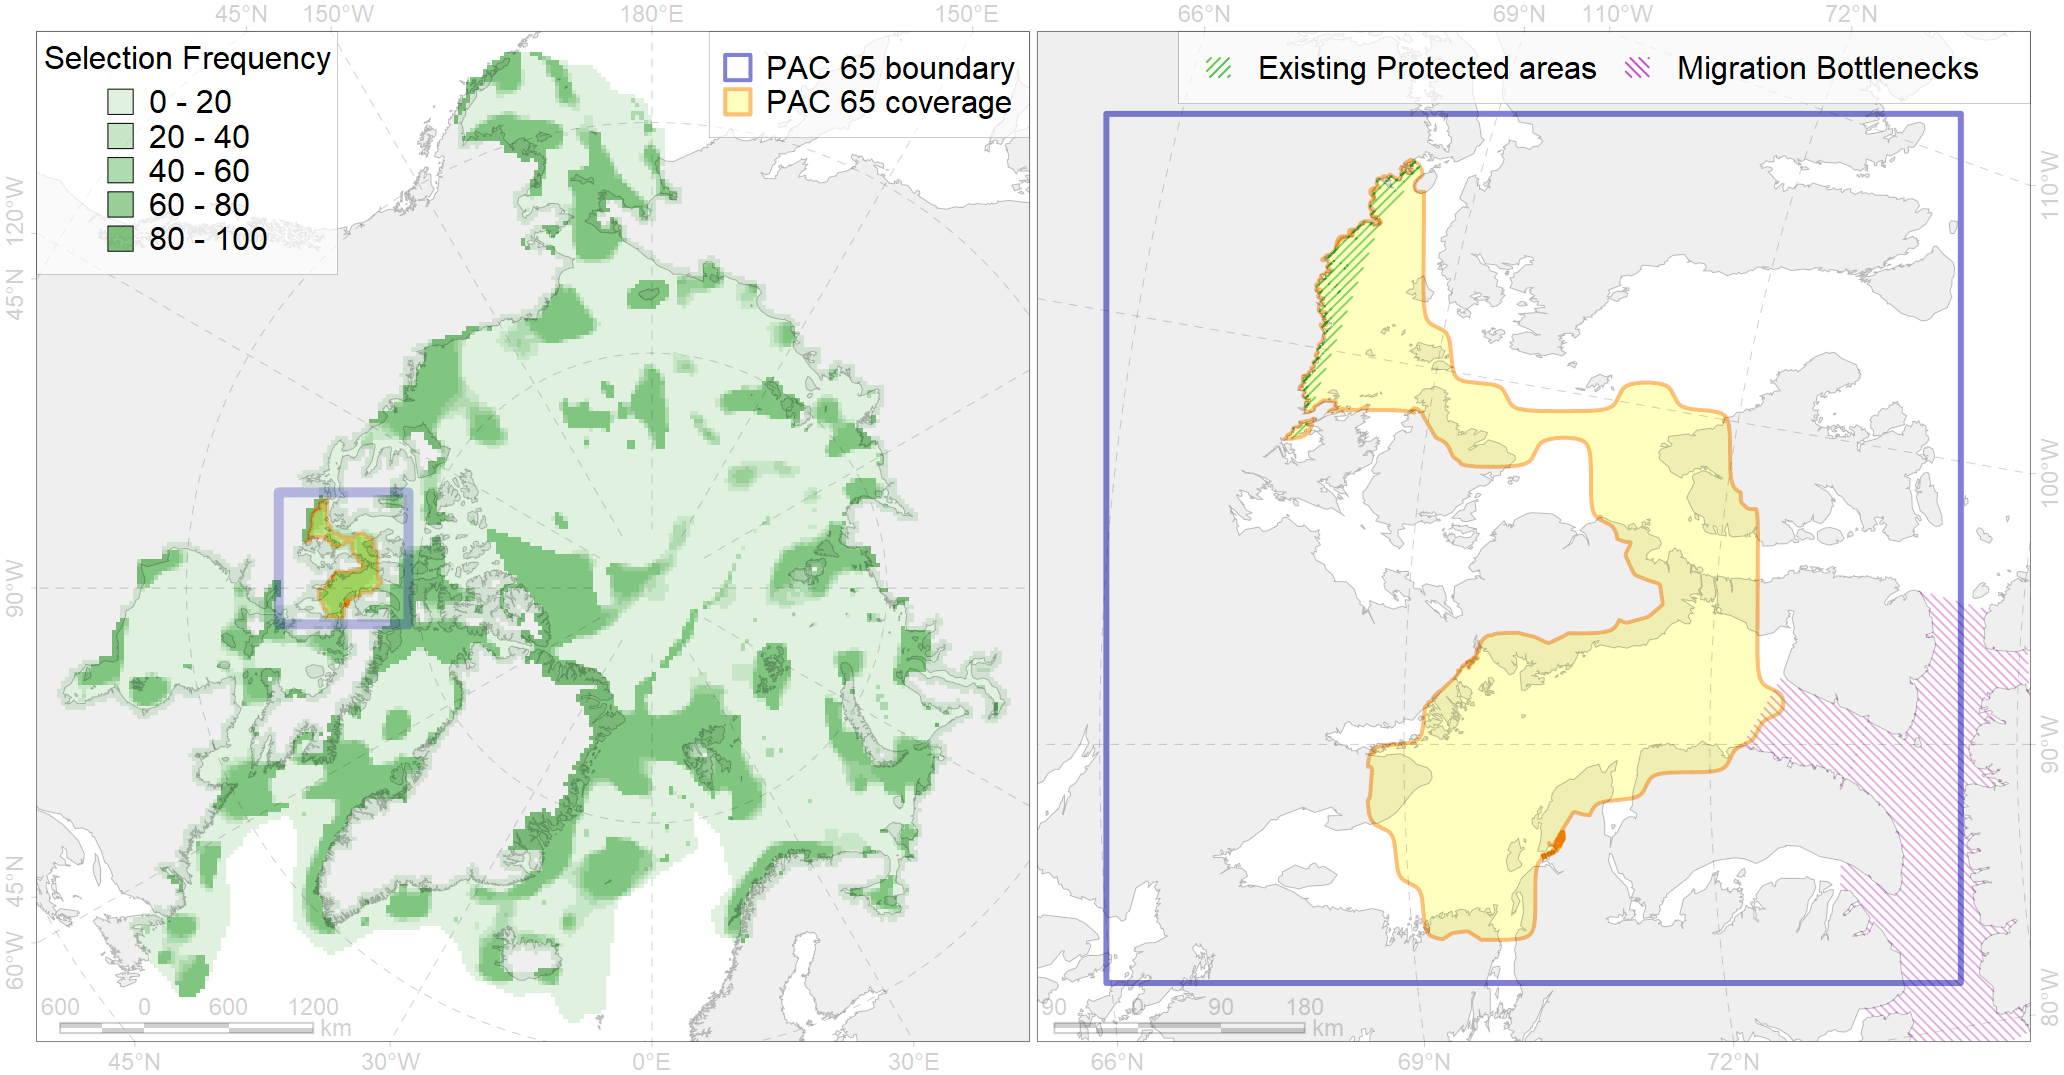 45°N 150°W 180°E 150°E 66°N 69°N 110°W 72°N
Selection Frequency
0 - 20
20 - 40
40 - 60
60 - 80
80 - 100
PAC 65 boundary
PAC 65 coverage
Existing Protected areas Migration Bottlenecks
120°W
45°N
90°W
45°N
60°W
110°W
100°W
90°W
80°W
600 0 600 1200
km
90 0 90 180
km
45°N 30°W 0°E 30°E 66°N 69°N 72°N